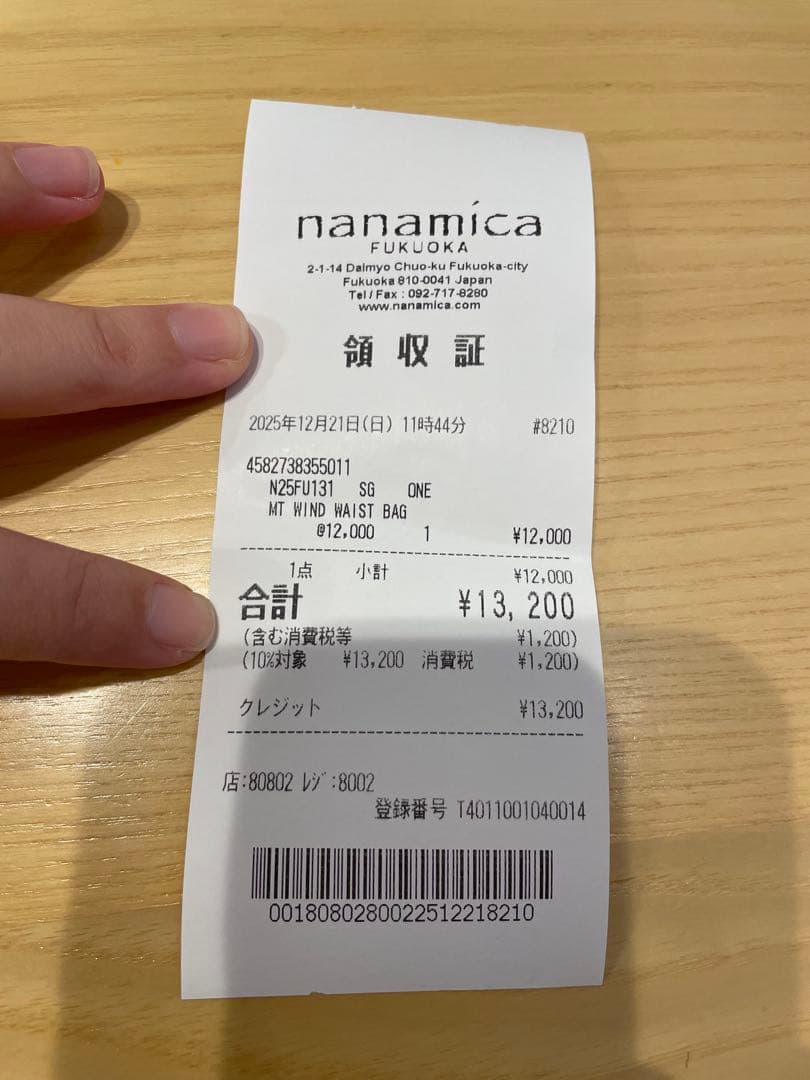 nanamica
FUKUOKA
2-1-14 Daimyo Chuo-ku Fukuoka-city
Fukuoka 810-0041 Japan
Tel / Fax : 092-717-8280
www.nanamica.com
領収証
2025年12月21日(日) 11時44分 #8210
4582738355011
N25FU131 SG ONE
MT WIND WAIST BAG
@12,000 1 ¥12,000
1点 小計 ¥12,000
合計 ¥13,200
(含む消費税等 ¥1,200)
(10%対象 ¥13,200 消費税 ¥1,200)
クレジット ¥13,200
店:80802 ﾚｼﾞ:8002
登録番号 T4011001040014
0018080280022512218210